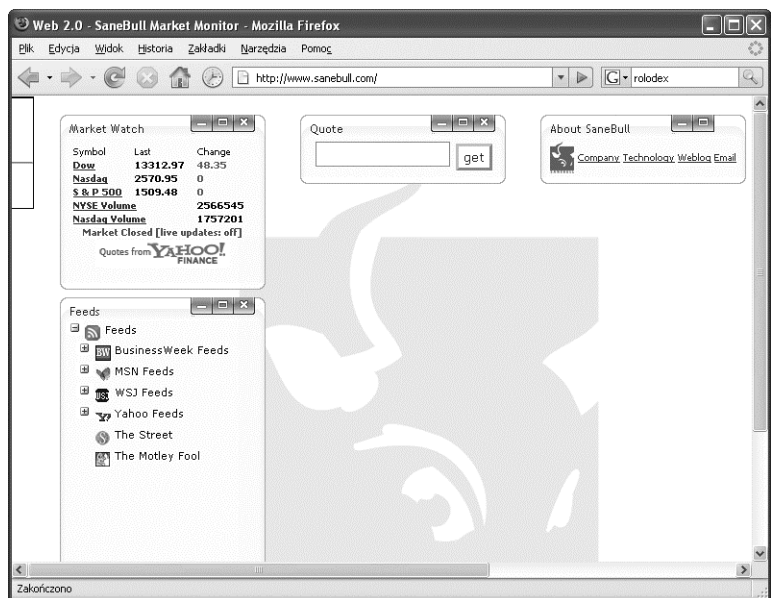 Web 2.0 - SaneBull Market Monitor - Mozilla Firefox
Plik Edycja Widok Historia Zakładki Narzędzia Pomoc
http://www.sanebull.com/ G rolodex
Market Watch
Symbol Last Change
Dow 13312.97 48.35
Nasdaq 2570.95 0
S & P 500 1509.48 0
NYSE Volume 2566545
Nasdaq Volume 1757201
Market Closed [live updates: off]
Quotes from YAHOO!
FINANCE
Quote
get
About SaneBull
Company Technology Weblog Email
Feeds
Feeds
BW BusinessWeek Feeds
MSN Feeds
WSJ WSJ Feeds
Y! Yahoo Feeds
The Street
The Motley Fool
Zakończono